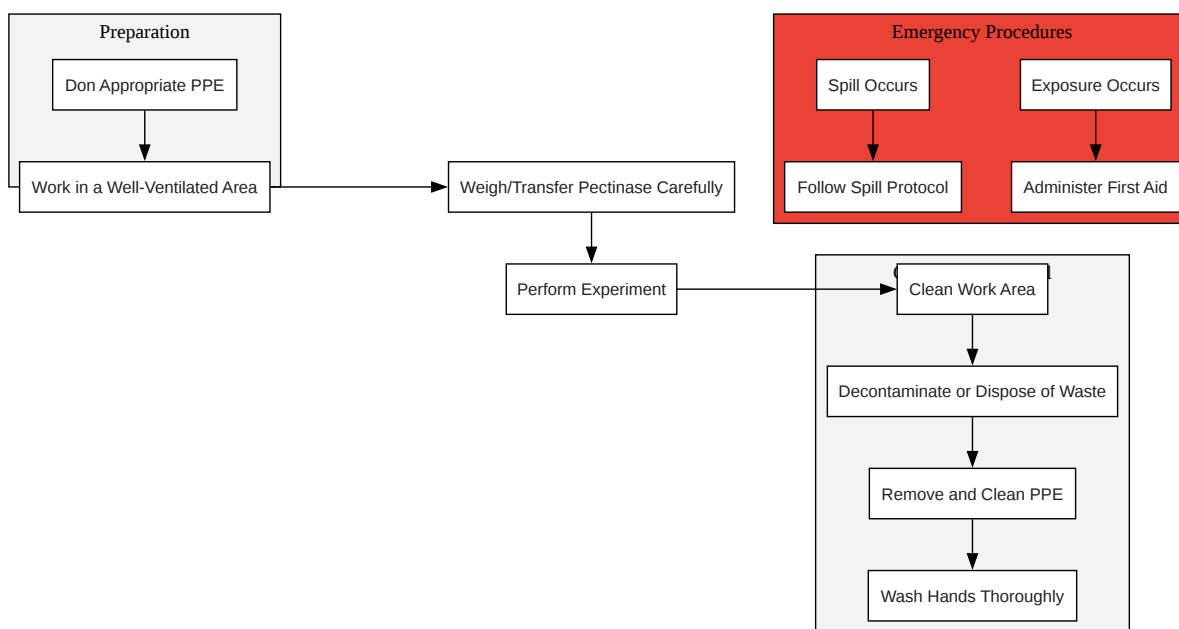 Preparation
Don Appropriate PPE
Work in a Well-Ventilated Area
Weigh/Transfer Pectinase Carefully
Perform Experiment
Emergency Procedures
Spill Occurs
Exposure Occurs
Follow Spill Protocol
Administer First Aid
Clean Work Area
Decontaminate or Dispose of Waste
Remove and Clean PPE
Wash Hands Thoroughly